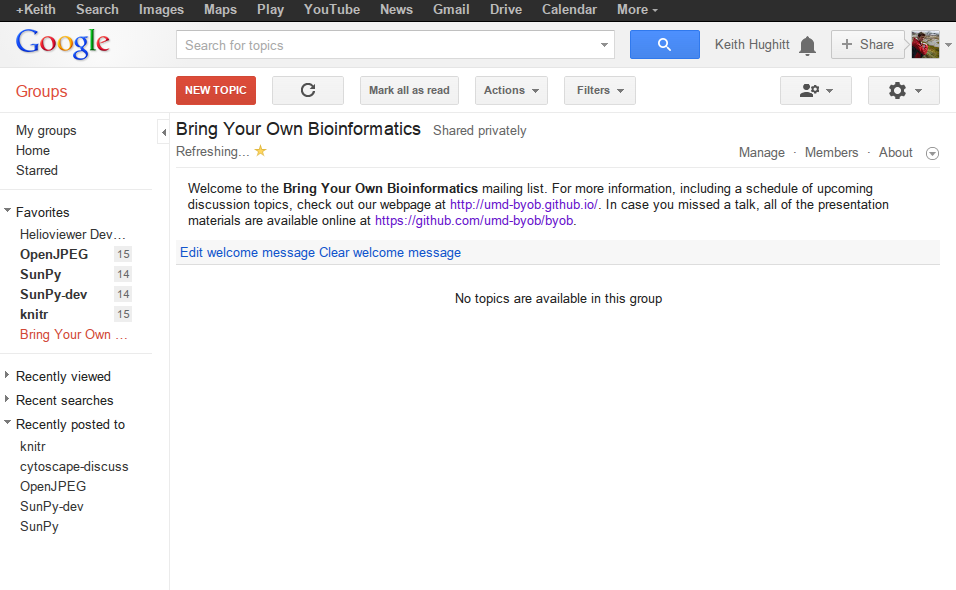 +Keith Search Images Maps Play YouTube News Gmail Drive Calendar More
Google
Search for topics
Keith Hughitt
+ Share
Groups
NEW TOPIC
Mark all as read
Actions
Filters
My groups
Home
Starred
Favorites
Helioviewer Dev…
OpenJPEG 15
SunPy 14
SunPy-dev 14
knitr 15
Bring Your Own …
Recently viewed
Recent searches
Recently posted to
knitr
cytoscape-discuss
OpenJPEG
SunPy-dev
SunPy
Bring Your Own Bioinformatics Shared privately
Refreshing…
Manage · Members · About
Welcome to the Bring Your Own Bioinformatics mailing list. For more information, including a schedule of upcoming
discussion topics, check out our webpage at http://umd-byob.github.io/. In case you missed a talk, all of the presentation
materials are available online at https://github.com/umd-byob/byob.
Edit welcome message Clear welcome message
No topics are available in this group